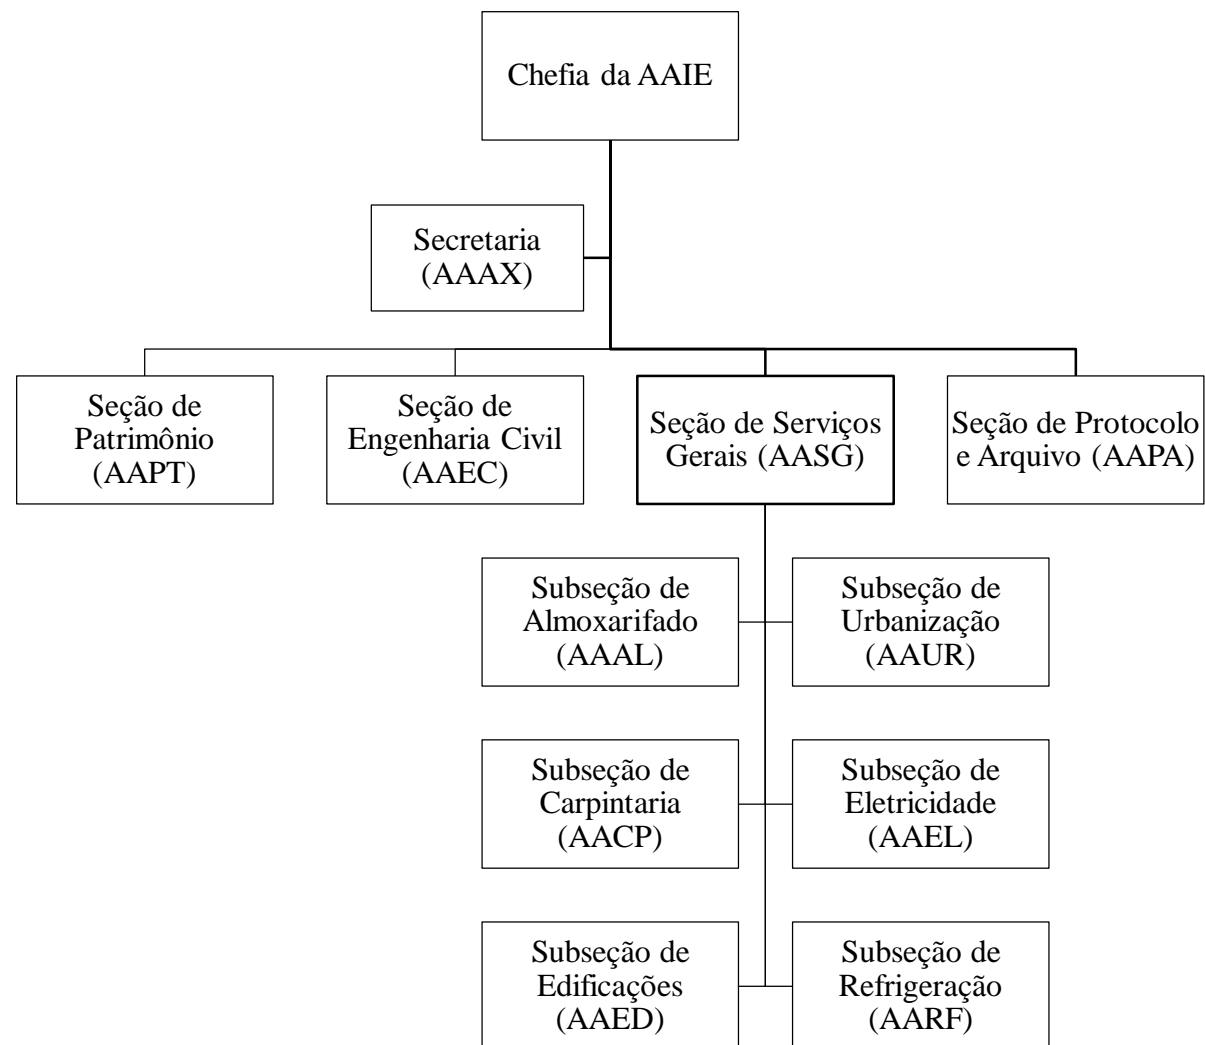 Chefia da AAIE
Secretaria
(AAAX)
Seção de
Patrimônio
(AAPT)
Seção de
Engenharia Civil
(AAEC)
Seção de Serviços
Gerais (AASG)
Seção de Protocolo
e Arquivo (AAPA)
Subseção de
Almoxarifado
(AAAL)
Subseção de
Urbanização
(AAUR)
Subseção de
Carpintaria
(AACP)
Subseção de
Eletricidade
(AAEL)
Subseção de
Edificações
(AAED)
Subseção de
Refrigeração
(AARF)